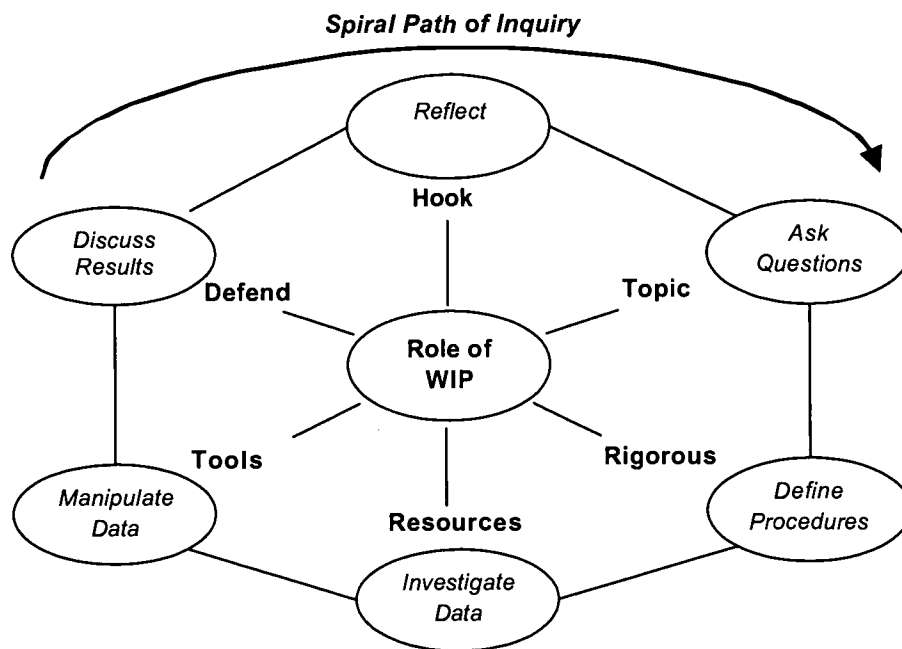 Spiral Path of Inquiry
Reflect
Hook
Discuss
Results
Ask
Questions
Defend
Topic
Role of
WIP
Tools
Rigorous
Manipulate
Data
Define
Procedures
Resources
Investigate
Data